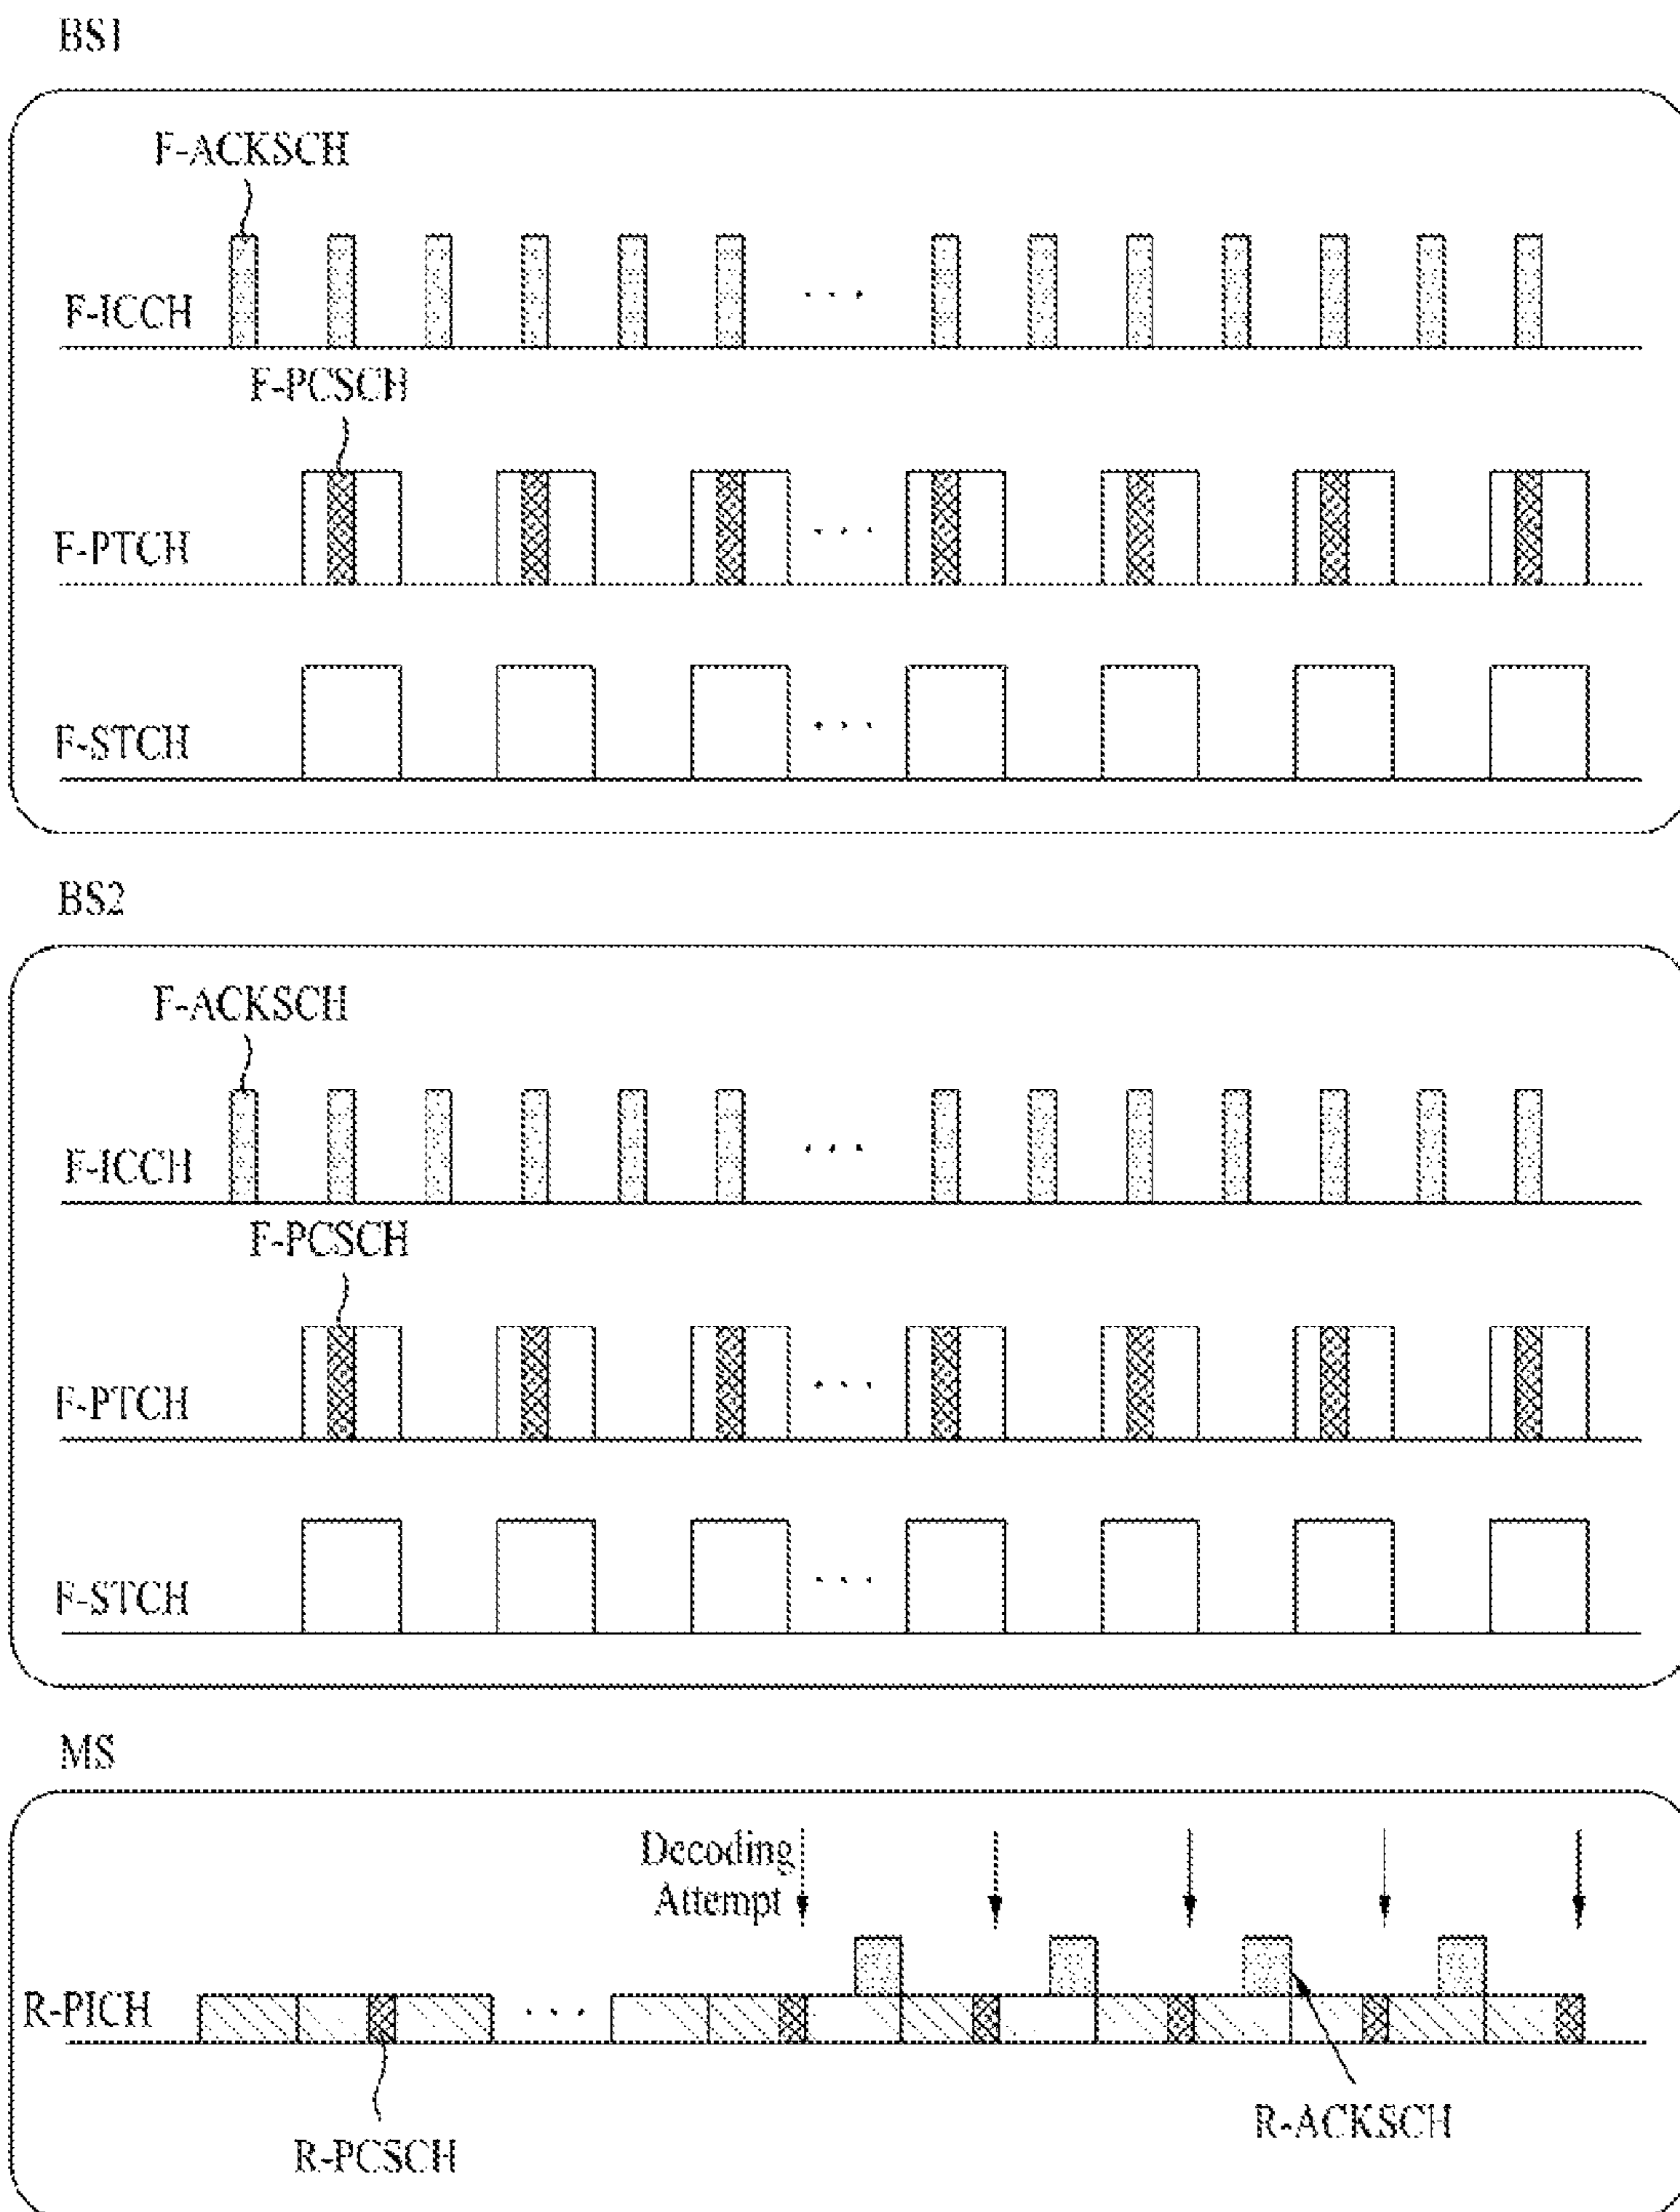 BS1
F-ACKSCH
F-ICCH
F-PCSCH
F-PTCH
F-STCH
BS2
F-ACKSCH
F-ICCH
F-PCSCH
F-PTCH
F-STCH
MS
Decoding
Attempt
R-PICH
R-ACKSCH
R-PCSCH